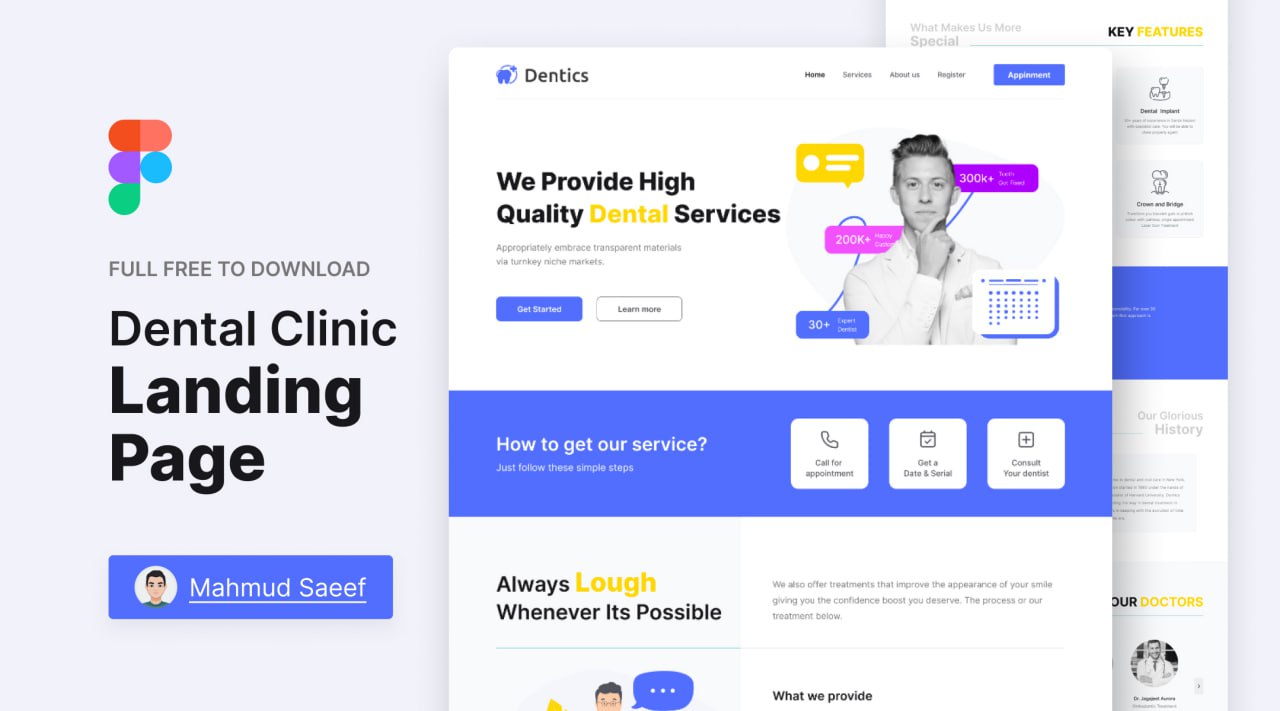 FULL FREE TO DOWNLOAD
Dental Clinic
Landing
Page
Mahmud Saeef
Dentics
Home
Services
About us
Register
Appinment
We Provide High
Quality Dental Services
Appropriately embrace transparent materials
via turnkey niche markets.
Get Started
Learn more
300k+
Got Fixed
200K+
Happy
30+
Expert
Dentist
How to get our service?
Just follow these simple steps
Call for
appointment
Get a
Date & Serial
Consult
Your dentist
Always Lough
Whenever Its Possible
We also offer treatments that improve the appearance of your smile
giving you the confidence boost you deserve. The process or our
treatment below.
What we provide
What Makes Us More
Special
KEY FEATURES
Dental Implant
Crown and Bridge
Our Glorious
History
OUR DOCTORS
Dr. Jagajeet Aurora